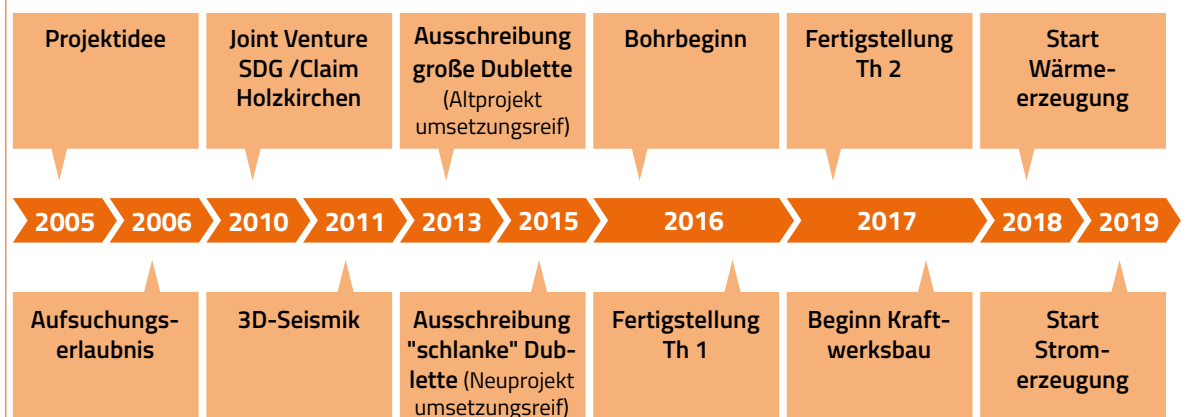 Projektidee
Joint Venture
SDG /Claim
Holzkirchen
Ausschreibung
große Dublette
(Altprojekt
umsetzungsreif)
Bohrbeginn
Fertigstellung
Th 2
Start
Wärme-
erzeugung
2005 2006 2010 2011 2013 2015 2016 2017 2018 2019
Aufsuchungs-
erlaubnis
3D-Seismik
Ausschreibung
"schlanke" Dub-
lette (Neuprojekt
umsetzungsreif)
Fertigstellung
Th 1
Beginn Kraft-
werksbau
Start
Strom-
erzeugung